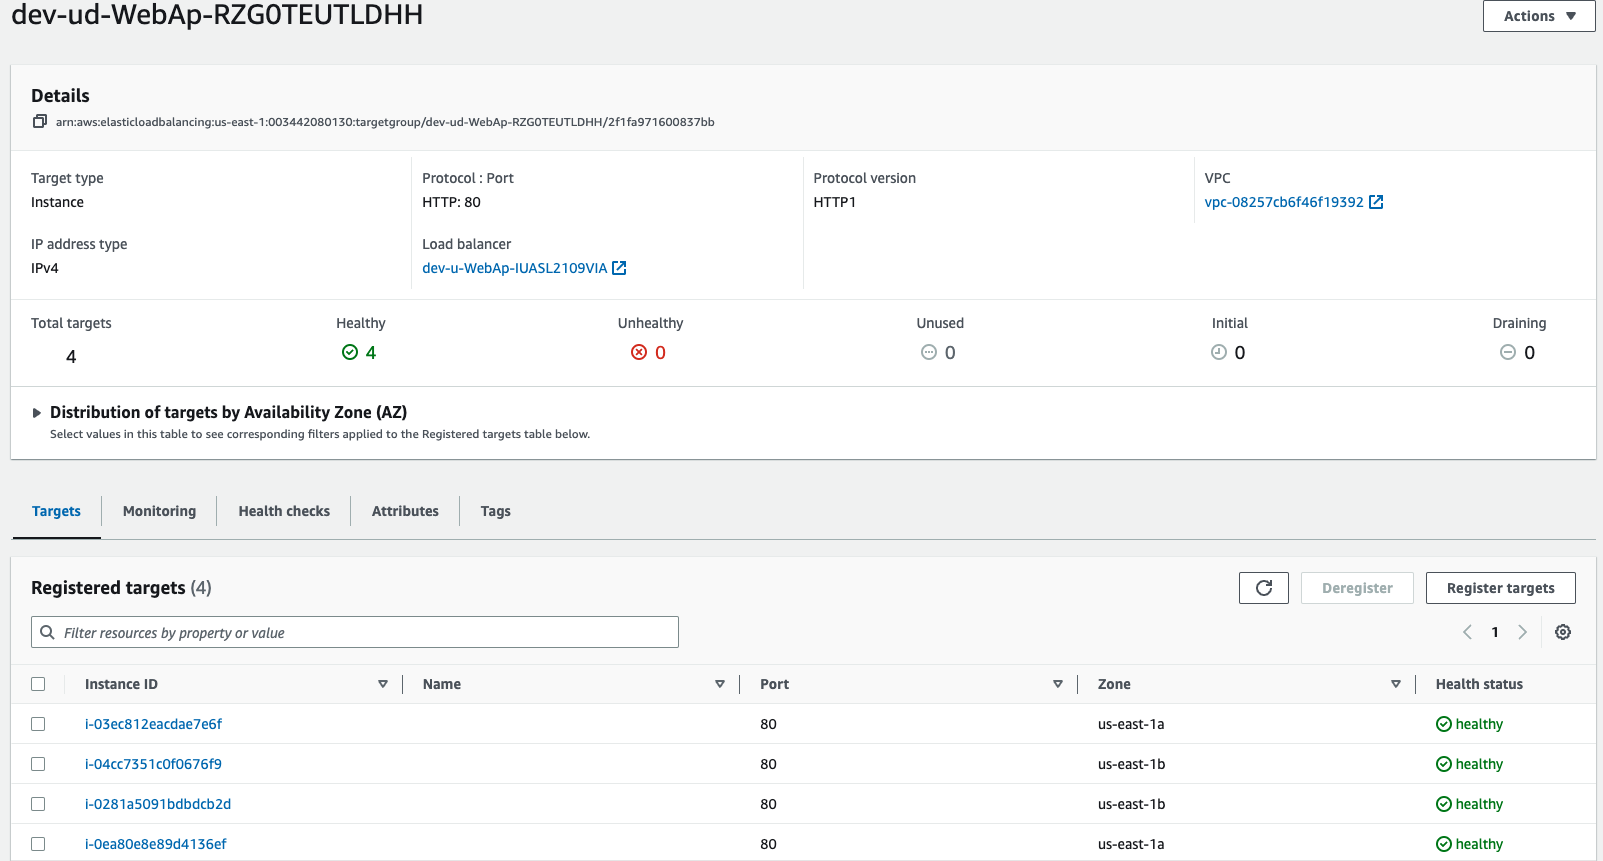 dev-ud-WebAp-RZG0TEUTLDHH
Actions
Details
arn:aws:elasticloadbalancing:us-east-1:003442080130:targetgroup/dev-ud-WebAp-RZG0TEUTLDHH/2f1fa971600837bb
Target type
Instance
Protocol : Port
HTTP: 80
Protocol version
HTTP1
VPC
vpc-08257cb6f46f19392
IP address type
IPv4
Load balancer
dev-u-WebAp-IUASL2109VIA
Total targets
4
Healthy
4
Unhealthy
0
Unused
0
Initial
0
Draining
0
Distribution of targets by Availability Zone (AZ)
Select values in this table to see corresponding filters applied to the Registered targets table below.
Targets Monitoring Health checks Attributes Tags
Registered targets (4)
Deregister
Register targets
Filter resources by property or value
1
Instance ID Name Port Zone Health status
i-03ec812eacdae7e6f 80 us-east-1a healthy
i-04cc7351c0f0676f9 80 us-east-1b healthy
i-0281a5091bdbdcb2d 80 us-east-1b healthy
i-0ea80e8e89d4136ef 80 us-east-1a healthy